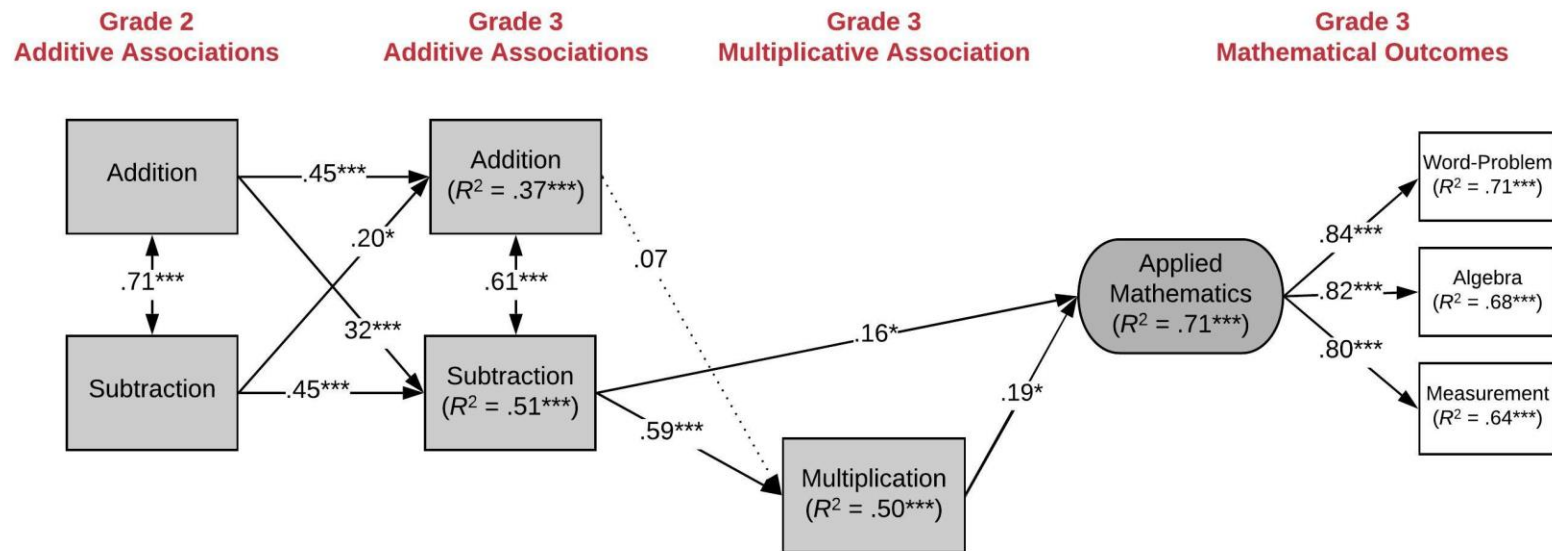 Grade 2
Additive Associations
Grade 3
Additive Associations
Grade 3
Multiplicative Association
Grade 3
Mathematical Outcomes
Addition
.45***
Addition
(R² = .37***)
Word-Problem
(R² = .71***)
.71***
.20*
32***
.61***
.07
Applied
Mathematics
(R² = .71***)
.84***
.82***
.80***
Algebra
(R² = .68***)
Subtraction
.45***
Subtraction
(R² = .51***)
.16*
.59***
.19*
Measurement
(R² = .64***)
Multiplication
(R² = .50***)